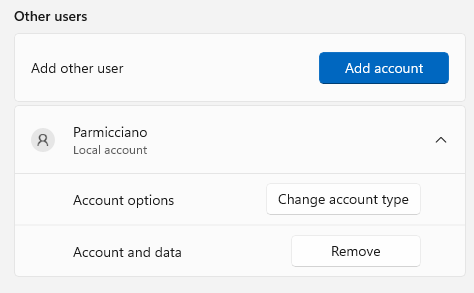 Other users
Add other user
Add account
Parmicciano
Local account
Account options
Change account type
Account and data
Remove